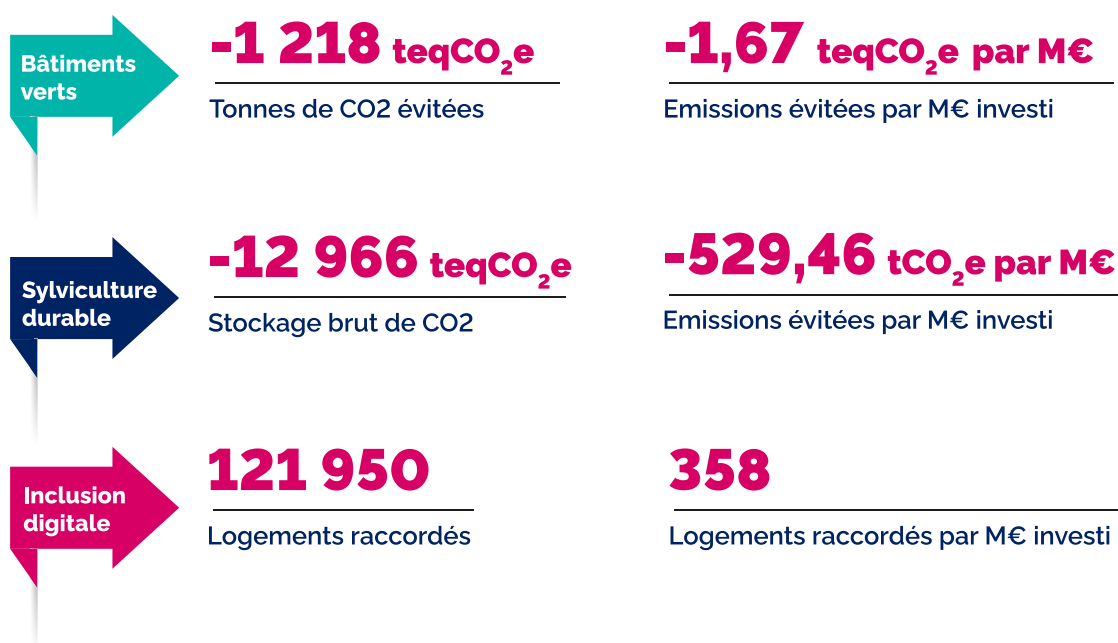 Bâtiments
verts
-1 218 teqCO₂e
Tonnes de CO2 évitées
-1,67 teqCO₂e par M€
Emissions évitées par M€ investi
Sylviculture
durable
-12 966 teqCO₂e
Stockage brut de CO2
-529,46 tCO₂e par M€
Emissions évitées par M€ investi
Inclusion
digitale
121 950
Logements raccordés
358
Logements raccordés par M€ investi